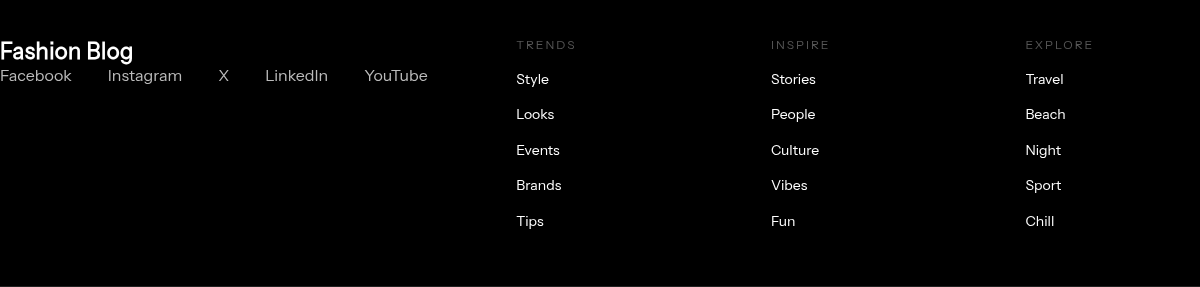 Fashion Blog
Facebook Instagram X LinkedIn YouTube
TRENDS
Style
Looks
Events
Brands
Tips
INSPIRE
Stories
People
Culture
Vibes
Fun
EXPLORE
Travel
Beach
Night
Sport
Chill